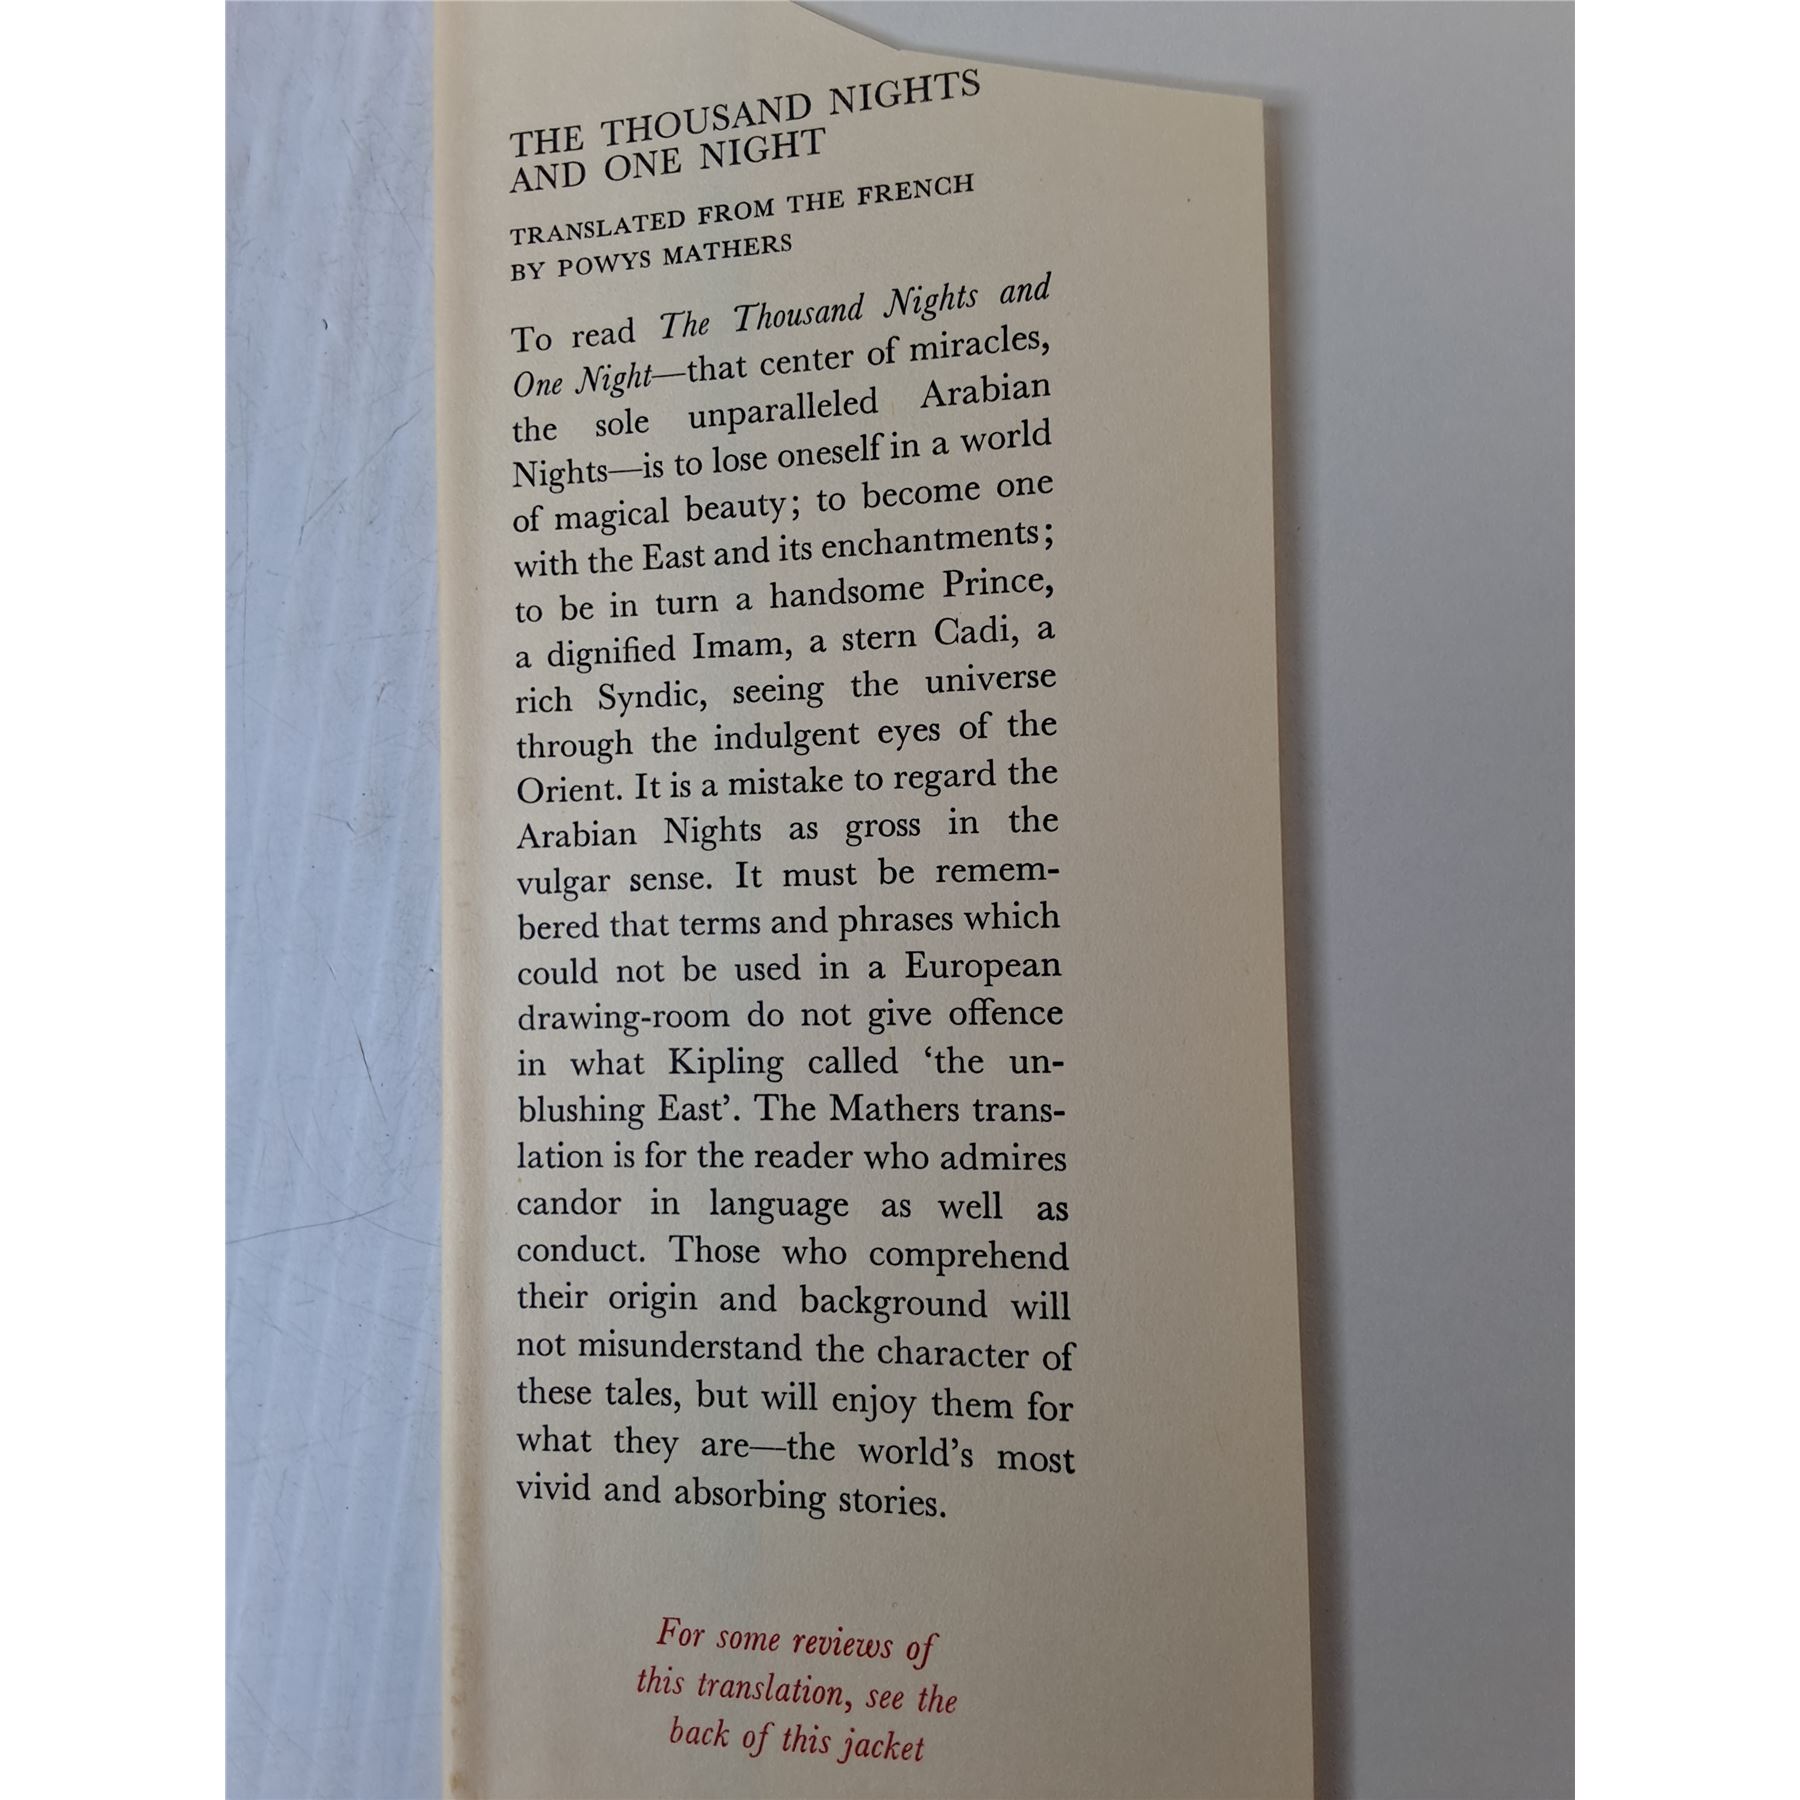 THE THOUSAND NIGHTS
AND ONE NIGHT
TRANSLATED FROM THE FRENCH
BY POWYS MATHERS
To read The Thousand Nights and
One Night—that center of miracles,
the sole unparalleled Arabian
Nights—is to lose oneself in a world
of magical beauty; to become one
with the East and its enchantments;
to be in turn a handsome Prince,
a dignified Imam, a stern Cadi, a
rich Syndic, seeing the universe
through the indulgent eyes of the
Orient. It is a mistake to regard the
Arabian Nights as gross in the
vulgar sense. It must be remem-
bered that terms and phrases which
could not be used in a European
drawing-room do not give offence
in what Kipling called ‘the un-
blushing East’. The Mathers trans-
lation is for the reader who admires
candor in language as well as
conduct. Those who comprehend
their origin and background will
not misunderstand the character of
these tales, but will enjoy them for
what they are—the world’s most
vivid and absorbing stories.
For some reviews of
this translation, see the
back of this jacket